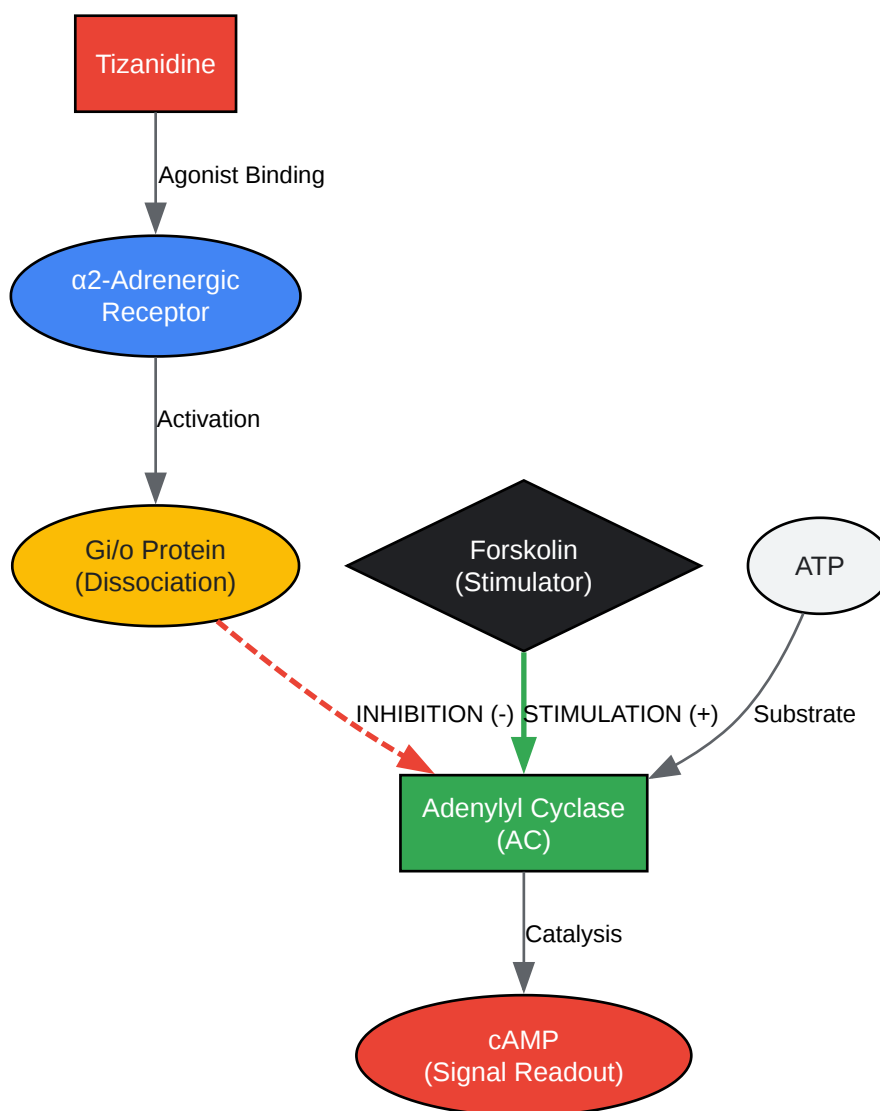 Tizanidine
Agonist Binding
α2-Adrenergic
Receptor
Activation
Gi/o Protein
(Dissociation)
Forskolin
(Stimulator)
ATP
INHIBITION (-)
STIMULATION (+)
Substrate
Adenylyl Cyclase
(AC)
Catalysis
cAMP
(Signal Readout)